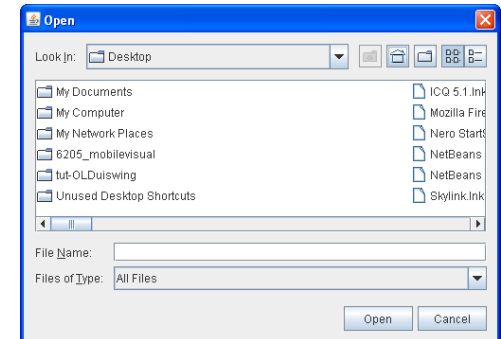 Open
Look In: Desktop
My Documents
My Computer
My Network Places
6205_mobilevisual
tut-OLDuiswing
Unused Desktop Shortcuts
ICQ 5.1.lnk
Mozilla Fire
Nero StartS
NetBeans
NetBeans
Skylink.lnk
File Name:
Files of Type: All Files
Open Cancel